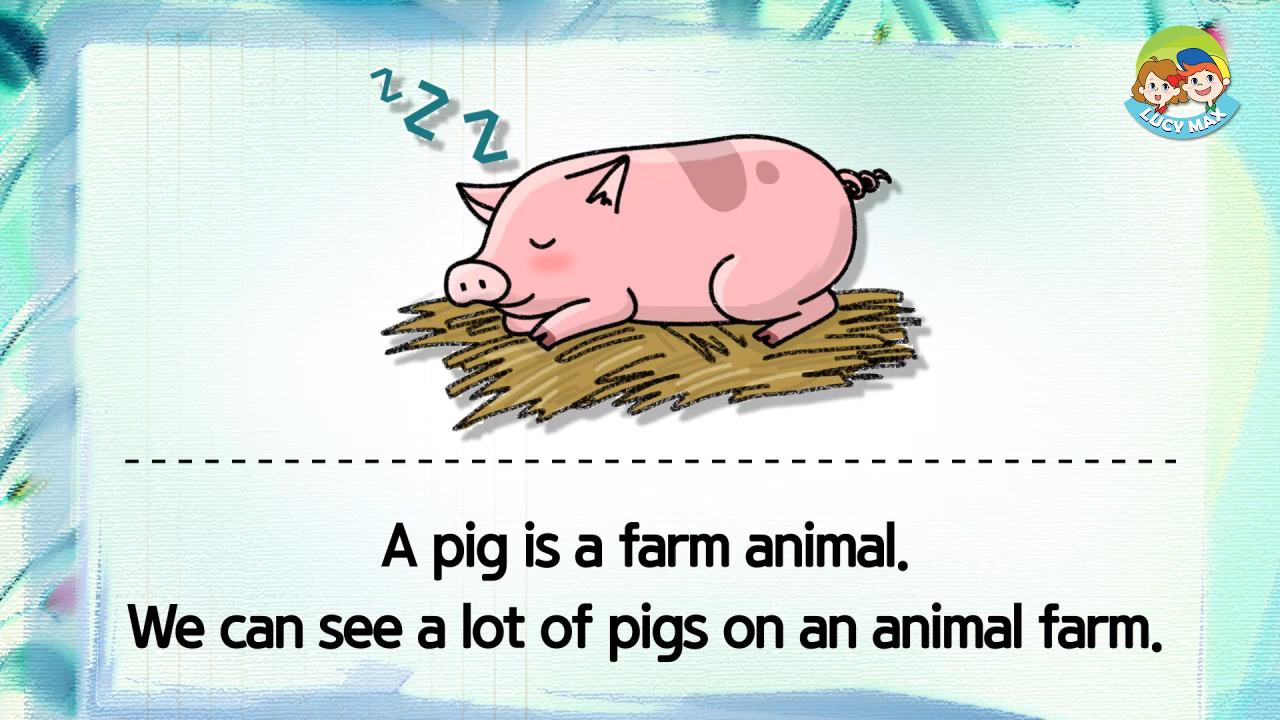 z Z Z
LUCY MAX
A pig is a farm animal.
We can see a lot of pigs on an animal farm.